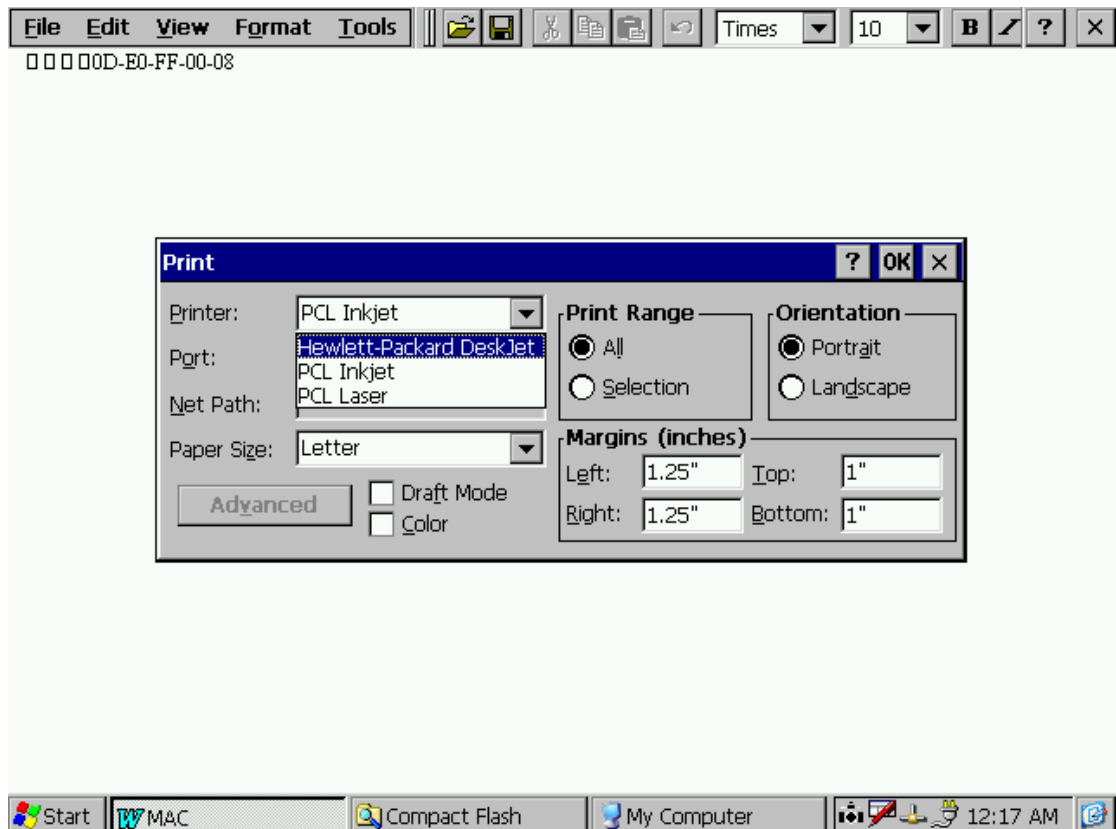 File Edit View Format Tools Times 10 B I ? ×
0D-E0-FF-00-08
Print ? OK ×
Printer: PCL Inkjet
Hewlett-Packard DeskJet
PCL Inkjet
PCL Laser
Port:
Net Path:
Paper Size: Letter
Advanced
Draft Mode
Color
Print Range
All
Selection
Orientation
Portrait
Landscape
Margins (inches)
Left: 1.25" Top: 1"
Right: 1.25" Bottom: 1"
Start MAC Compact Flash My Computer 12:17 AM